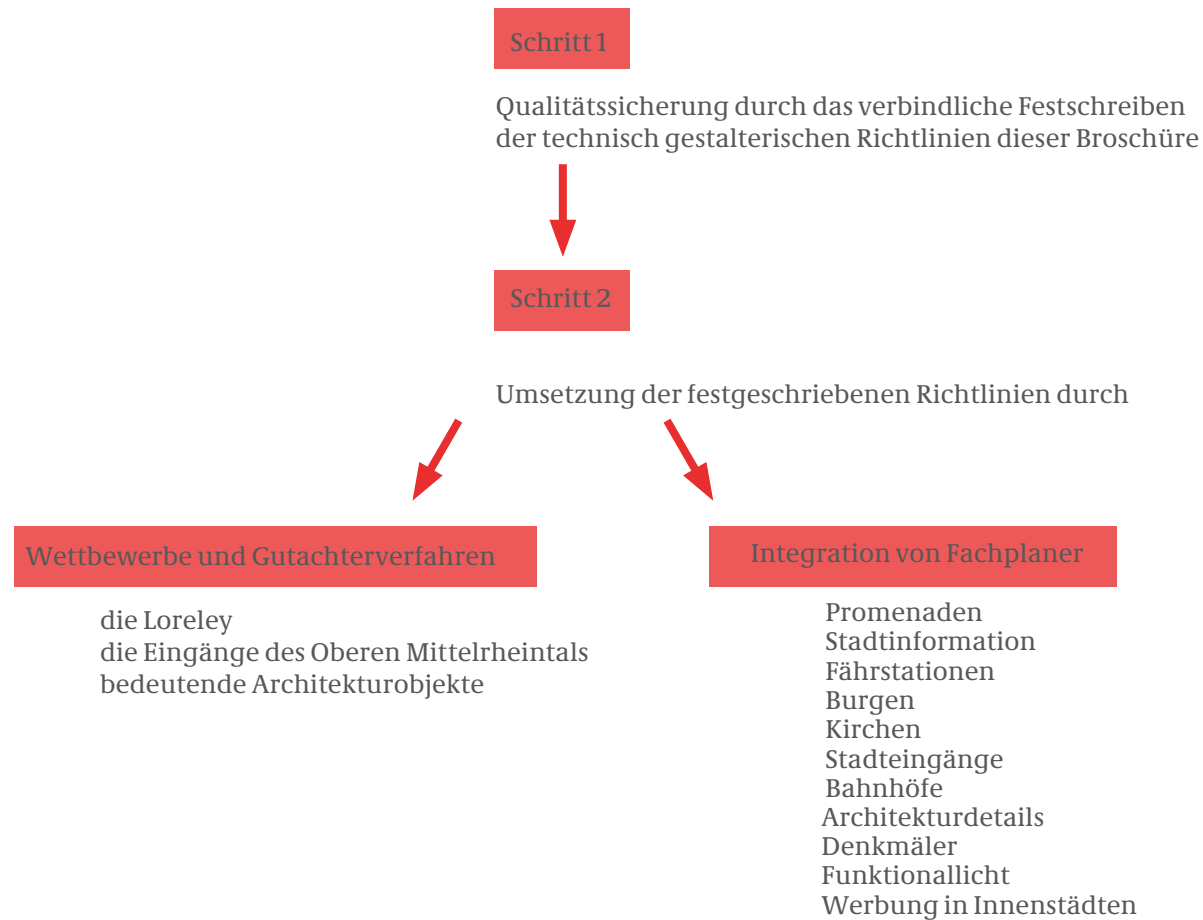 Schritt 1
Qualitätssicherung durch das verbindliche Festschreiben
der technisch gestalterischen Richtlinien dieser Broschüre
Schritt 2
Umsetzung der festgeschriebenen Richtlinien durch
Wettbewerbe und Gutachterverfahren
die Loreley
die Eingänge des Oberen Mittelrheintals
bedeutende Architekturobjekte
Integration von Fachplaner
Promenaden
Stadtinformation
Fährstationen
Burgen
Kirchen
Stadteingänge
Bahnhöfe
Architekturdetails
Denkmäler
Funktionallicht
Werbung in Innenstädten